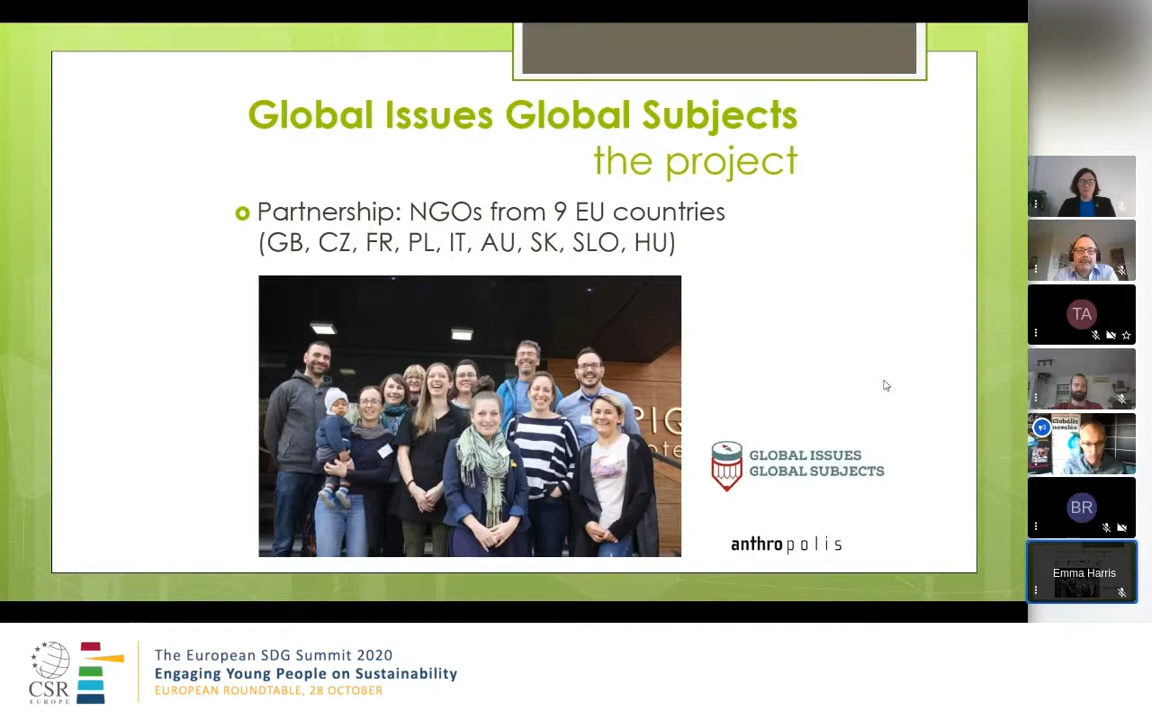 Global Issues Global Subjects
the project
Partnership: NGOs from 9 EU countries
(GB, CZ, FR, PL, IT, AU, SK, SLO, HU)
GLOBAL ISSUES
GLOBAL SUBJECTS
anthropolis
TA
Globális
nevelés
BR
Emma Harris
CSR
EUROPE
The European SDG Summit 2020
Engaging Young People on Sustainability
EUROPEAN ROUNDTABLE, 28 OCTOBER